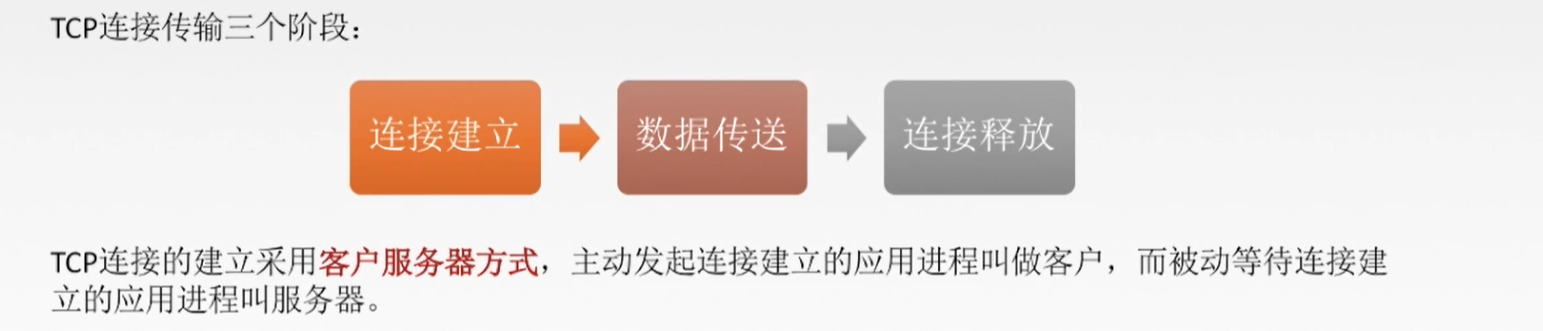 TCP连接传输三个阶段：
连接建立
数据传送
连接释放
TCP连接的建立采用客户服务器方式，主动发起连接建立的应用进程叫做客户，而被动等待连接建
立的应用进程叫服务器。